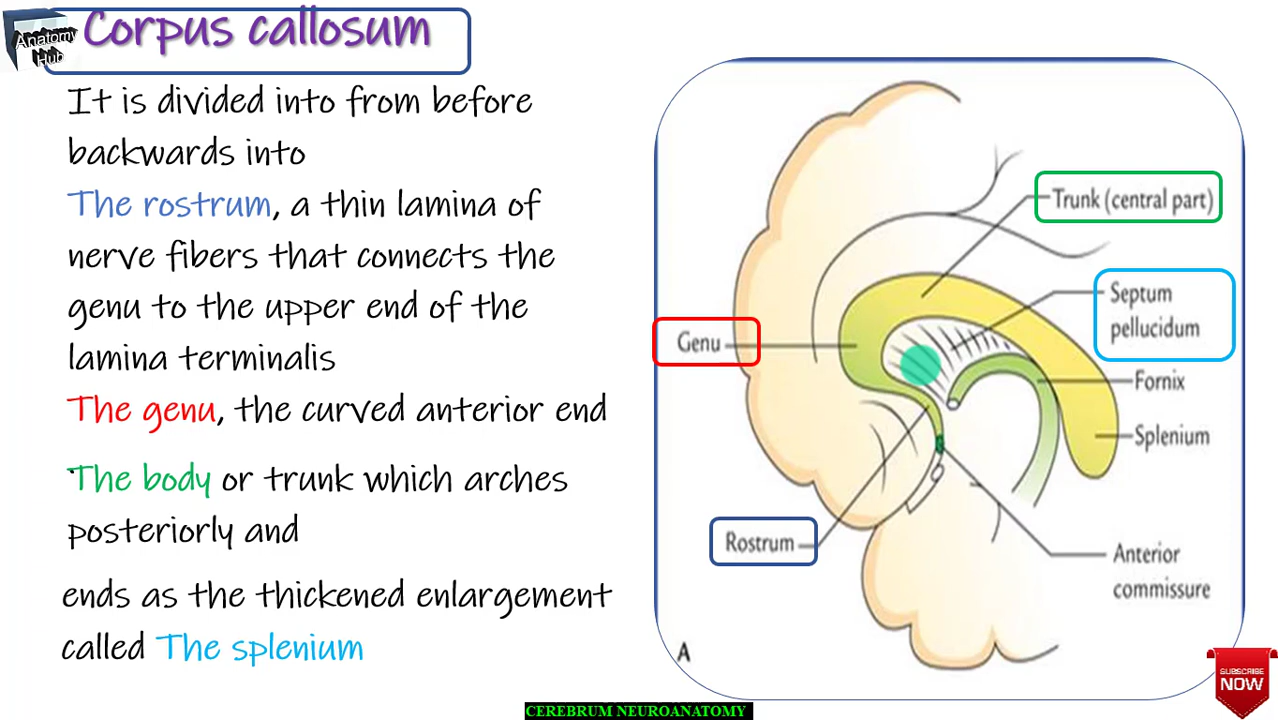 Anatomy
Hub
Corpus callosum
It is divided into from before
backwards into
The rostrum, a thin lamina of
nerve fibers that connects the
genu to the upper end of the
lamina terminalis
The genu, the curved anterior end
The body or trunk which arches
posteriorly and
ends as the thickened enlargement
called The splenium
Trunk (central part)
Septum
pellucidum
Genu
Fornix
Splenium
Rostrum
Anterior
commissure
A
SUBSCRIBE
NOW
CEREBRUM NEUROANATOMY